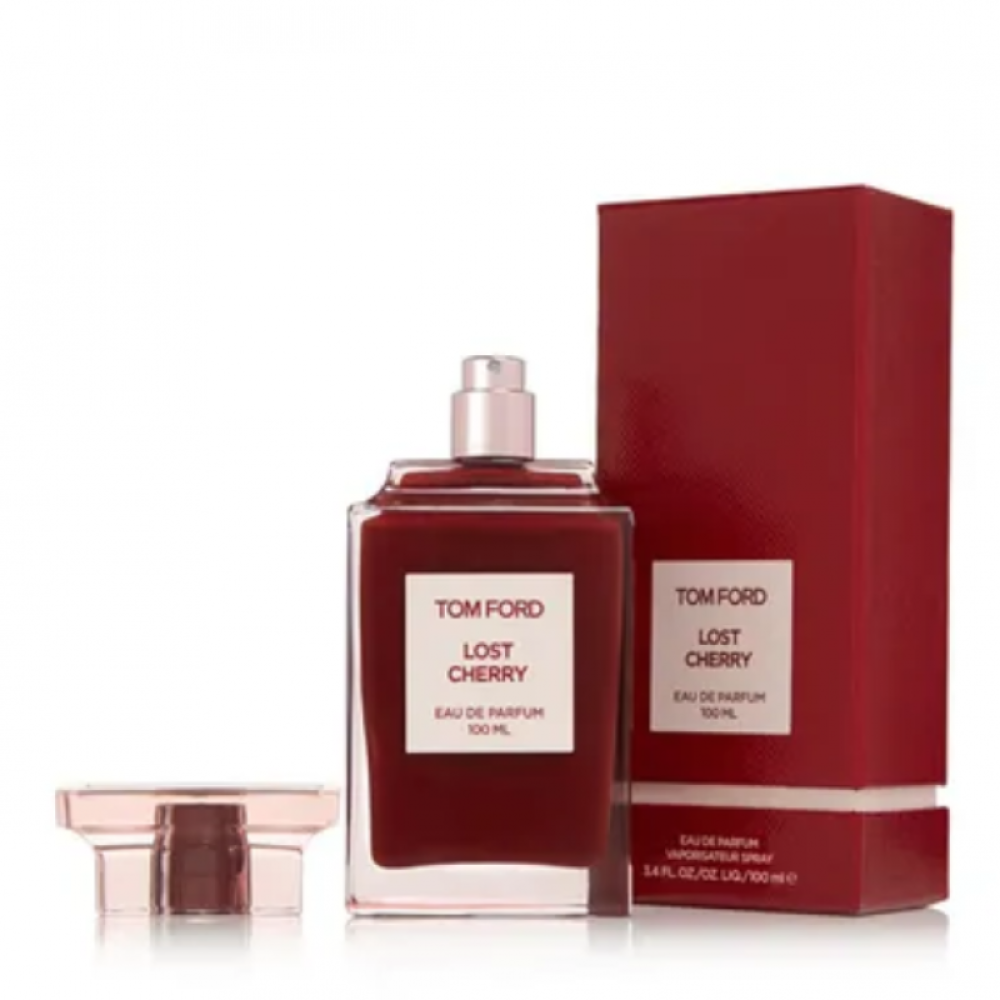 TOM FORD
LOST
CHERRY
EAU DE PARFUM
100 ML
TOM FORD
LOST
CHERRY
EAU DE PARFUM
100 ML
EAU DE PARFUM
VAPORISATEUR SPRAY
3.4 FL.OZ./OZ. LIQ./100 ml ℮